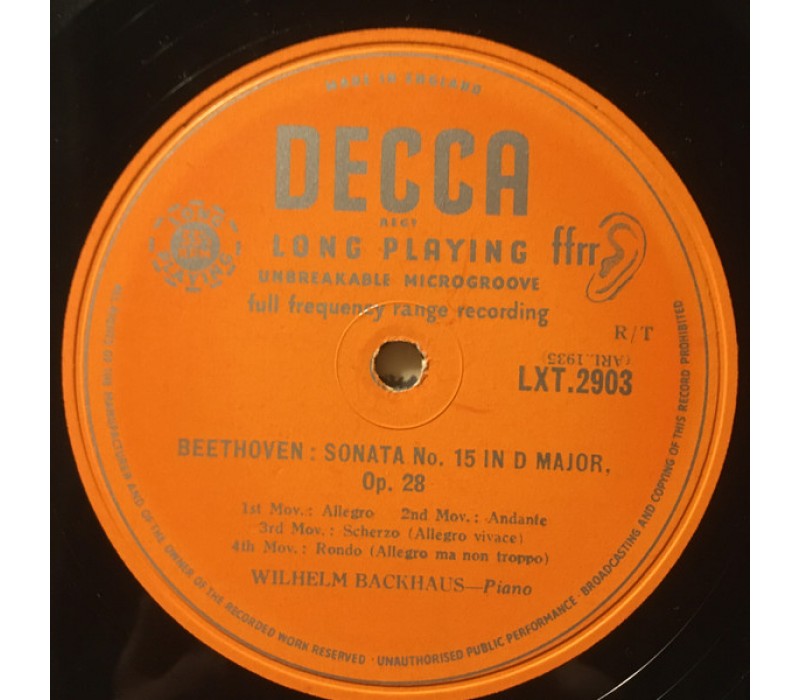 MADE IN ENGLAND
DECCA
REGD
LONG PLAYING ffrr
UNBREAKABLE MICROGROOVE
full frequency range recording
R/T
(ARL.1935)
LXT.2903
BEETHOVEN : SONATA No. 15 IN D MAJOR,
Op. 28
1st Mov.: Allegro 2nd Mov.: Andante
3rd Mov.: Scherzo (Allegro vivace)
4th Mov.: Rondo (Allegro ma non troppo)
WILHELM BACKHAUS—Piano
MANUFACTURER AND OF THE OWNER OF THE RECORDED WORK RESERVED · UNAUTHORISED PUBLIC PERFORMANCE · BROADCASTING AND COPYING OF THIS RECORD PROHIBITED